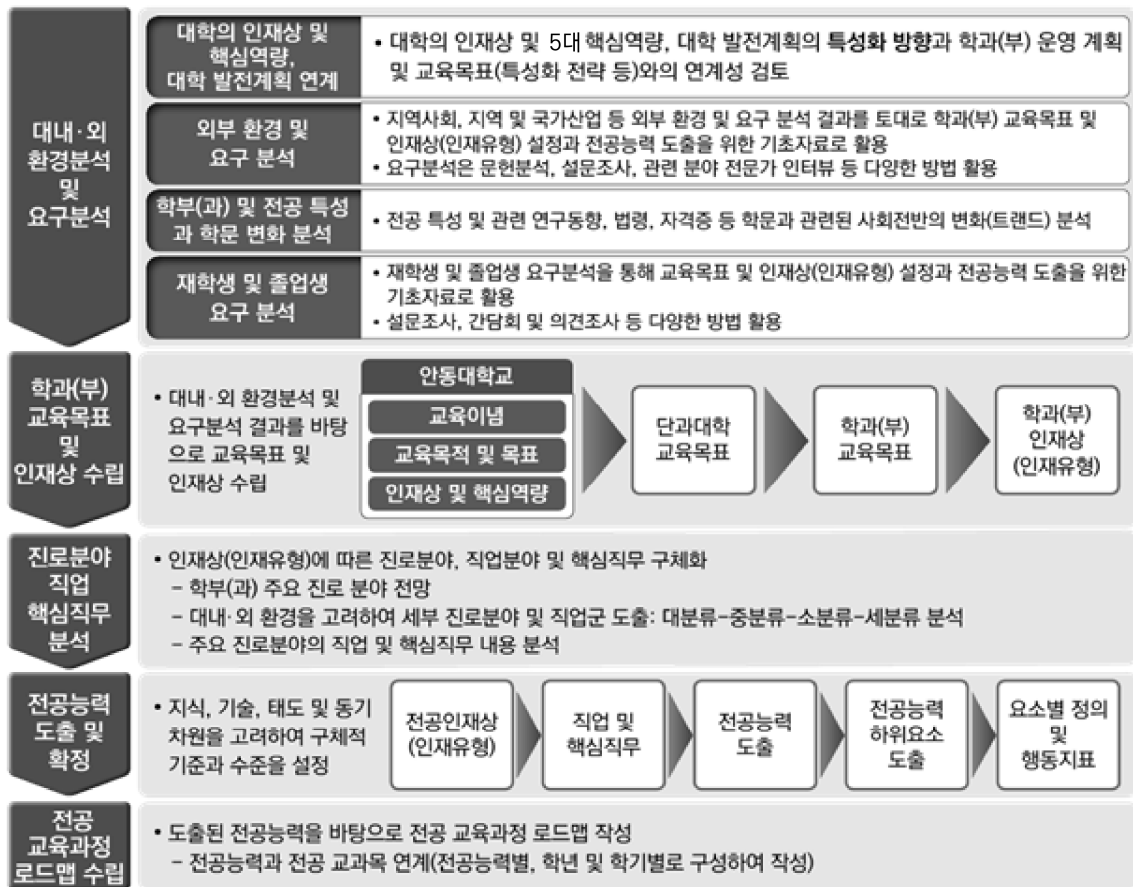 대내·외
환경분석
및
요구분석
대학의 인재상 및
핵심역량,
대학 발전계획 연계
• 대학의 인재상 및 5대 핵심역량, 대학 발전계획의 특성화 방향과 학과(부) 운영 계획
및 교육목표(특성화 전략 등)와의 연계성 검토
외부 환경 및
요구 분석
• 지역사회, 지역 및 국가산업 등 외부 환경 및 요구 분석 결과를 토대로 학과(부) 교육목표 및
인재상(인재유형) 설정과 전공능력 도출을 위한 기초자료로 활용
• 요구분석은 문헌분석, 설문조사, 관련 분야 전문가 인터뷰 등 다양한 방법 활용
학부(과) 및 전공 특성
과 학문 변화 분석
• 전공 특성 및 관련 연구동향, 법령, 자격증 등 학문과 관련된 사회전반의 변화(트랜드) 분석
재학생 및 졸업생
요구 분석
• 재학생 및 졸업생 요구분석을 통해 교육목표 및 인재상(인재유형) 설정과 전공능력 도출을 위한
기초자료로 활용
• 설문조사, 간담회 및 의견조사 등 다양한 방법 활용
학과(부)
교육목표
및
인재상 수립
• 대내·외 환경분석 및
요구분석 결과를 바탕
으로 교육목표 및
인재상 수립
안동대학교
교육이념
교육목적 및 목표
인재상 및 핵심역량
단과대학
교육목표
학과(부)
교육목표
학과(부)
인재상
(인재유형)
진로분야
직업
핵심직무
분석
• 인재상(인재유형)에 따른 진로분야, 직업분야 및 핵심직무 구체화
– 학부(과) 주요 진로 분야 전망
– 대내·외 환경을 고려하여 세부 진로분야 및 직업군 도출: 대분류–중분류–소분류–세분류 분석
– 주요 진로분야의 직업 및 핵심직무 내용 분석
전공능력
도출 및
확정
• 지식, 기술, 태도 및 동기
차원을 고려하여 구체적
기준과 수준을 설정
전공인재상
(인재유형)
직업 및
핵심직무
전공능력
도출
전공능력
하위요소
도출
요소별 정의
및
행동지표
전공
교육과정
로드맵 수립
• 도출된 전공능력을 바탕으로 전공 교육과정 로드맵 작성
– 전공능력과 전공 교과목 연계(전공능력별, 학년 및 학기별로 구성하여 작성)